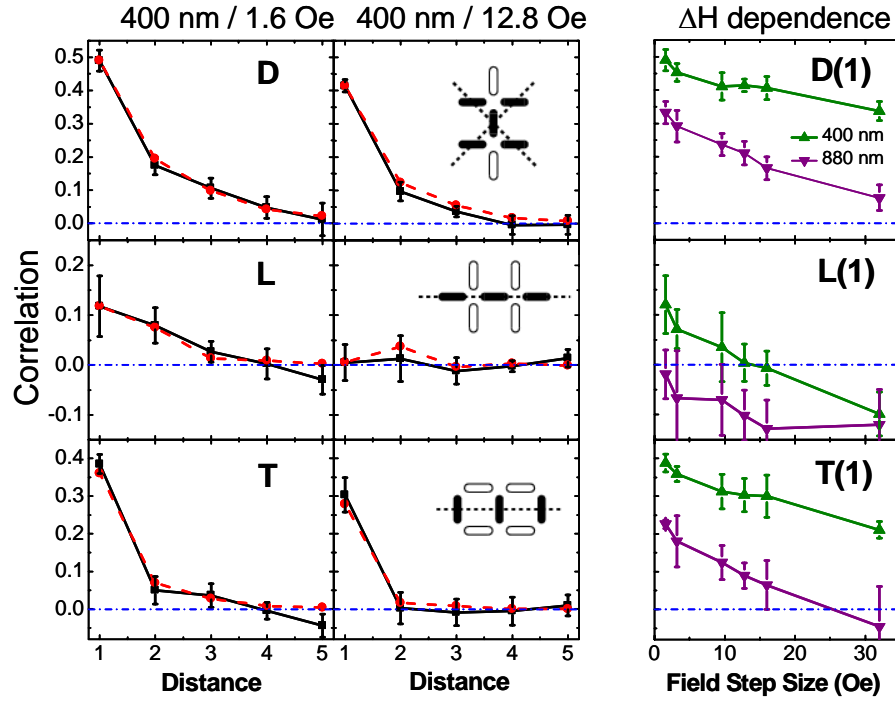 400 nm / 1.6 Oe 400 nm / 12.8 Oe ΔH dependence
Correlation
0.5
0.4
0.3
0.2
0.1
0.0
D
D(1)
400 nm
880 nm
0.2
0.1
0.0
-0.1
L
L(1)
0.4
0.3
0.2
0.1
0.0
T
T(1)
1 2 3 4 5 1 2 3 4 5 0 10 20 30
Distance Distance Field Step Size (Oe)